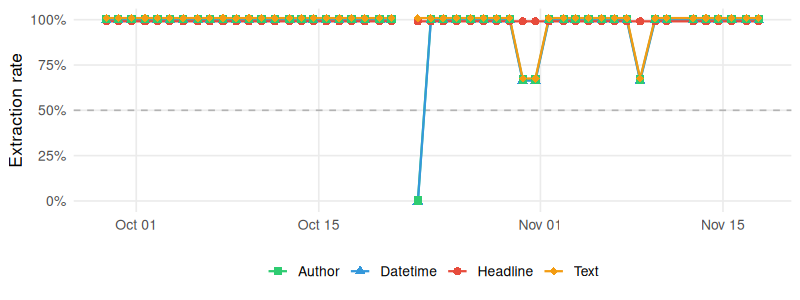 100%
75%
50%
25%
0%
Extraction rate
Oct 01 Oct 15 Nov 01 Nov 15
Author Datetime Headline Text